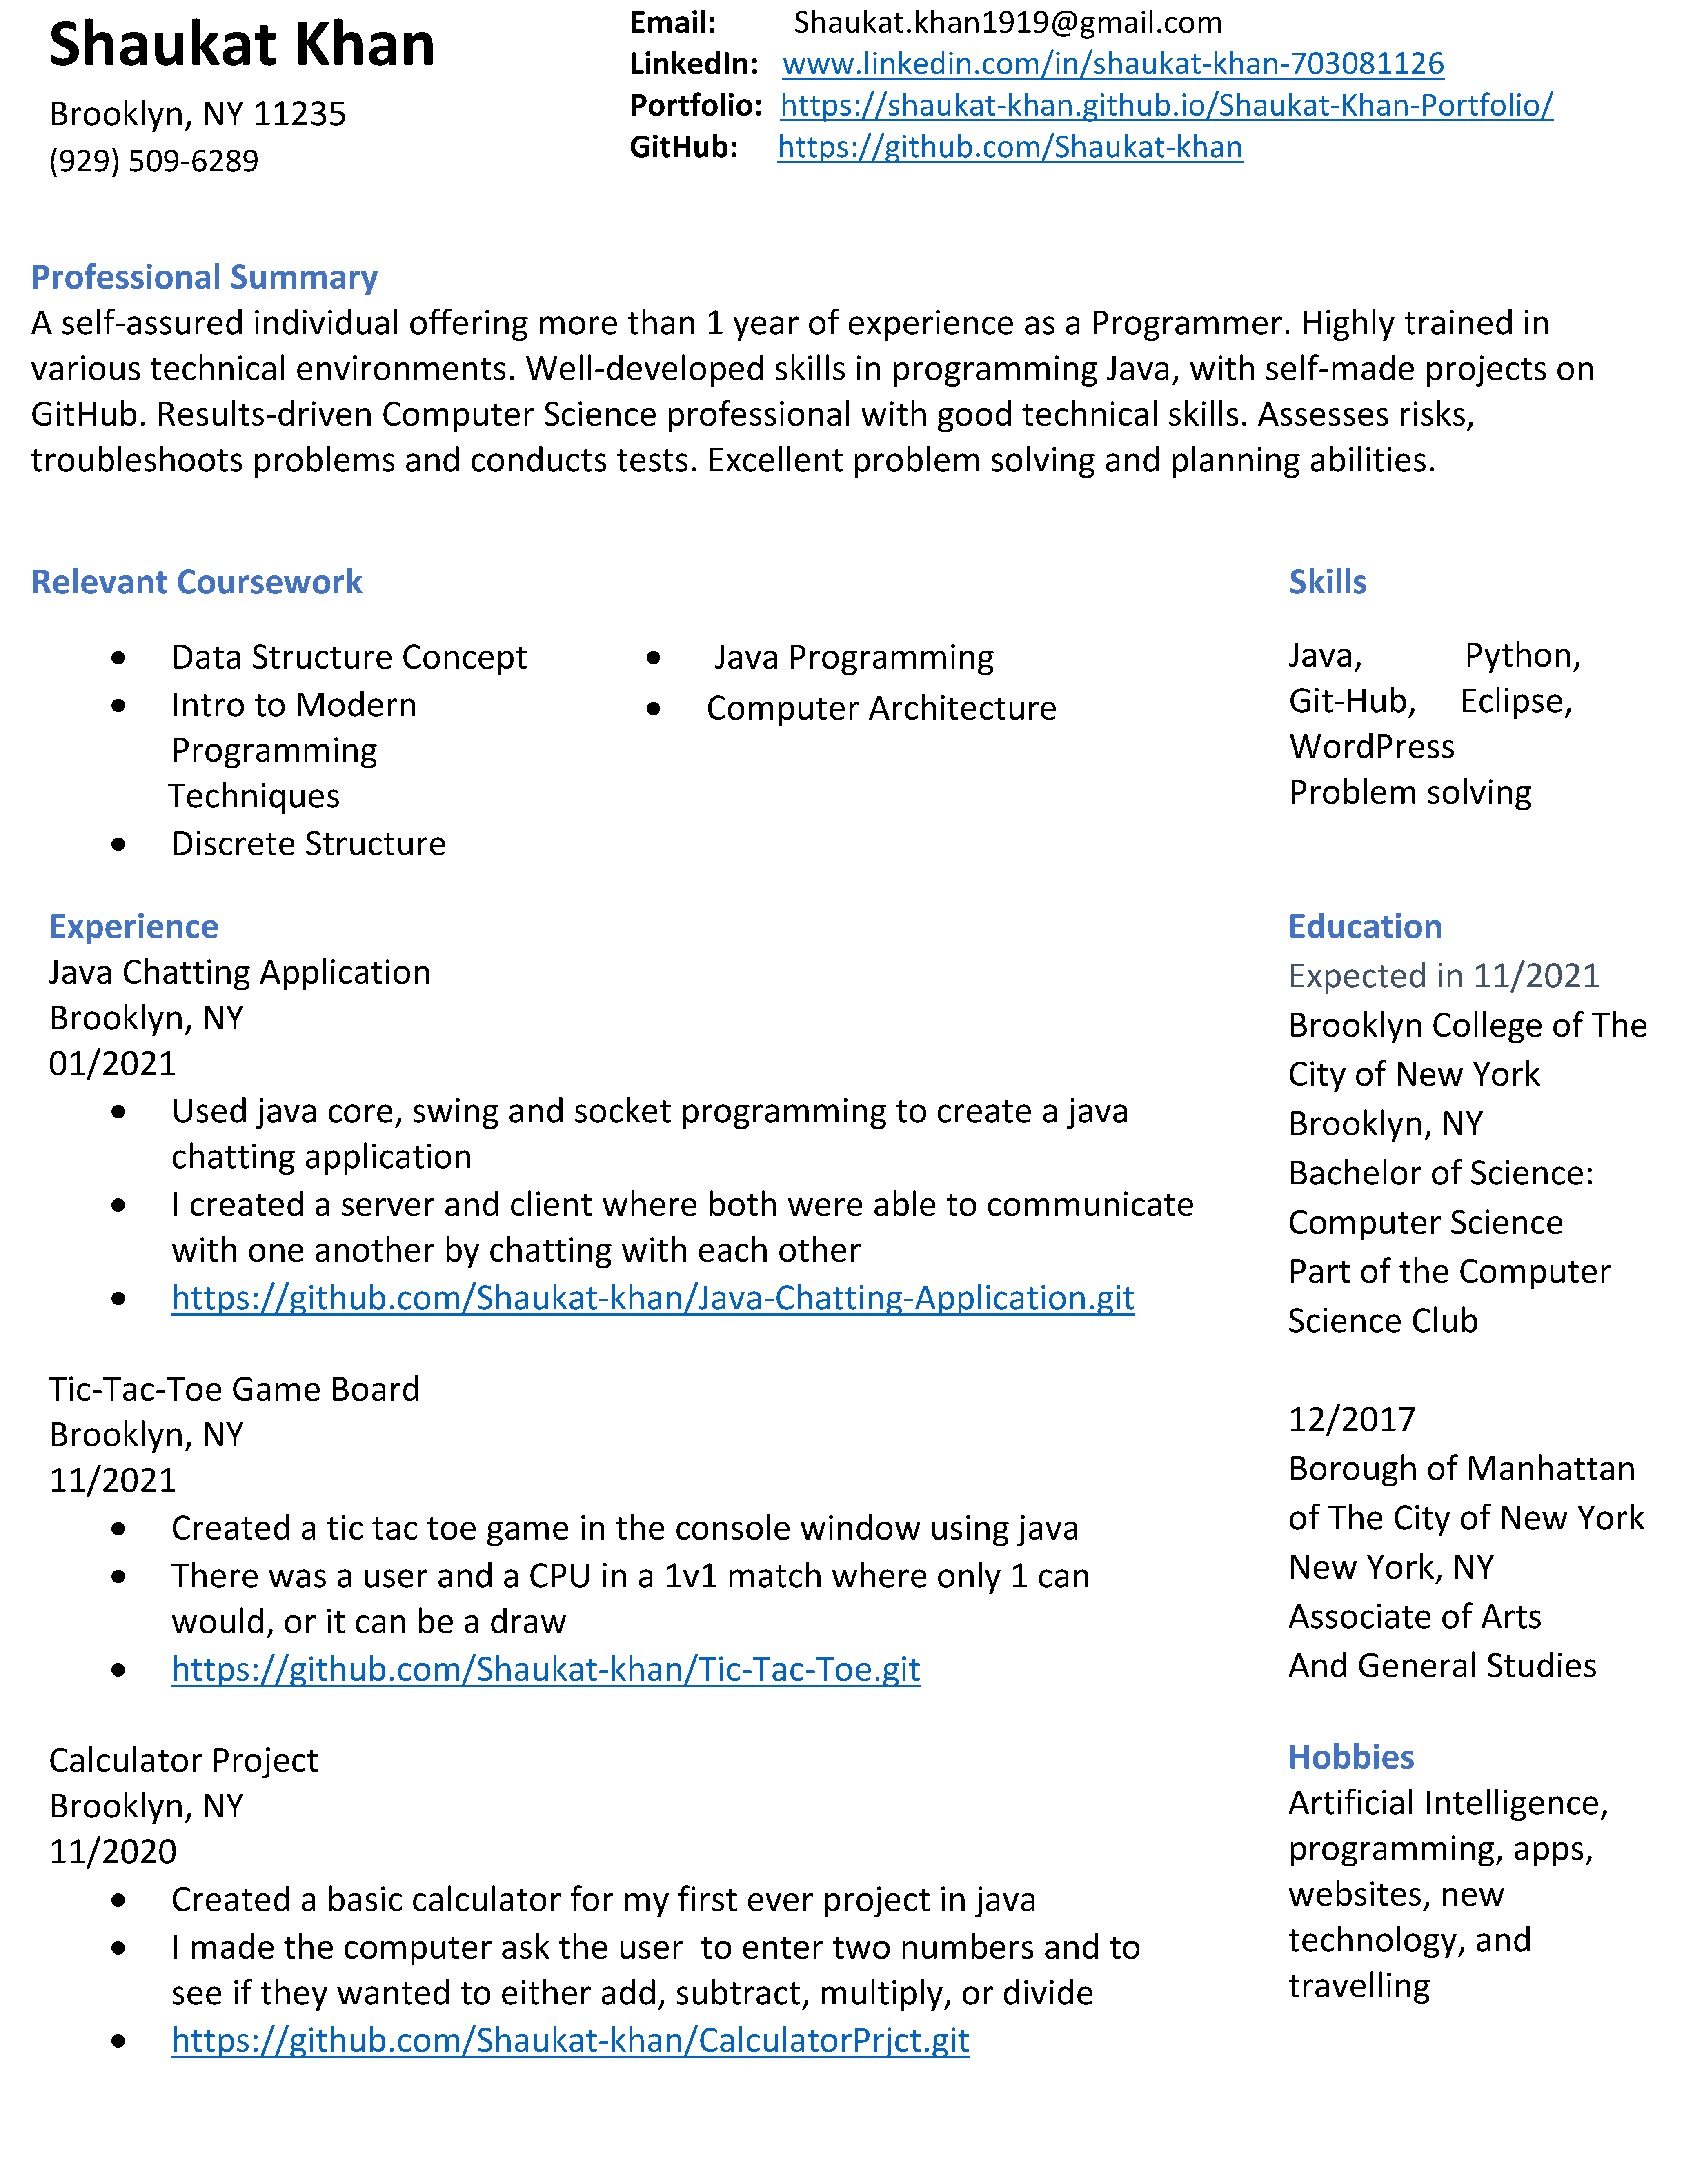 Shaukat Khan
Brooklyn, NY 11235
(929) 509-6289
Email: Shaukat.khan1919@gmail.com
LinkedIn: www.linkedin.com/in/shaukat-khan-703081126
Portfolio: https://shaukat-khan.github.io/Shaukat-Khan-Portfolio/
GitHub: https://github.com/Shaukat-khan
Professional Summary
A self-assured individual offering more than 1 year of experience as a Programmer. Highly trained in
various technical environments. Well-developed skills in programming Java, with self-made projects on
GitHub. Results-driven Computer Science professional with good technical skills. Assesses risks,
troubleshoots problems and conducts tests. Excellent problem solving and planning abilities.
Relevant Coursework
• Data Structure Concept
• Intro to Modern
Programming
Techniques
• Discrete Structure
• Java Programming
• Computer Architecture
Skills
Java, Python,
Git-Hub, Eclipse,
WordPress
Problem solving
Experience
Java Chatting Application
Brooklyn, NY
01/2021
• Used java core, swing and socket programming to create a java
chatting application
• I created a server and client where both were able to communicate
with one another by chatting with each other
• https://github.com/Shaukat-khan/Java-Chatting-Application.git
Tic-Tac-Toe Game Board
Brooklyn, NY
11/2021
• Created a tic tac toe game in the console window using java
• There was a user and a CPU in a 1v1 match where only 1 can
would, or it can be a draw
• https://github.com/Shaukat-khan/Tic-Tac-Toe.git
Calculator Project
Brooklyn, NY
11/2020
• Created a basic calculator for my first ever project in java
• I made the computer ask the user  to enter two numbers and to
see if they wanted to either add, subtract, multiply, or divide
• https://github.com/Shaukat-khan/CalculatorPrjct.git
Education
Expected in 11/2021
Brooklyn College of The
City of New York
Brooklyn, NY
Bachelor of Science:
Computer Science
Part of the Computer
Science Club
12/2017
Borough of Manhattan
of The City of New York
New York, NY
Associate of Arts
And General Studies
Hobbies
Artificial Intelligence,
programming, apps,
websites, new
technology, and
travelling